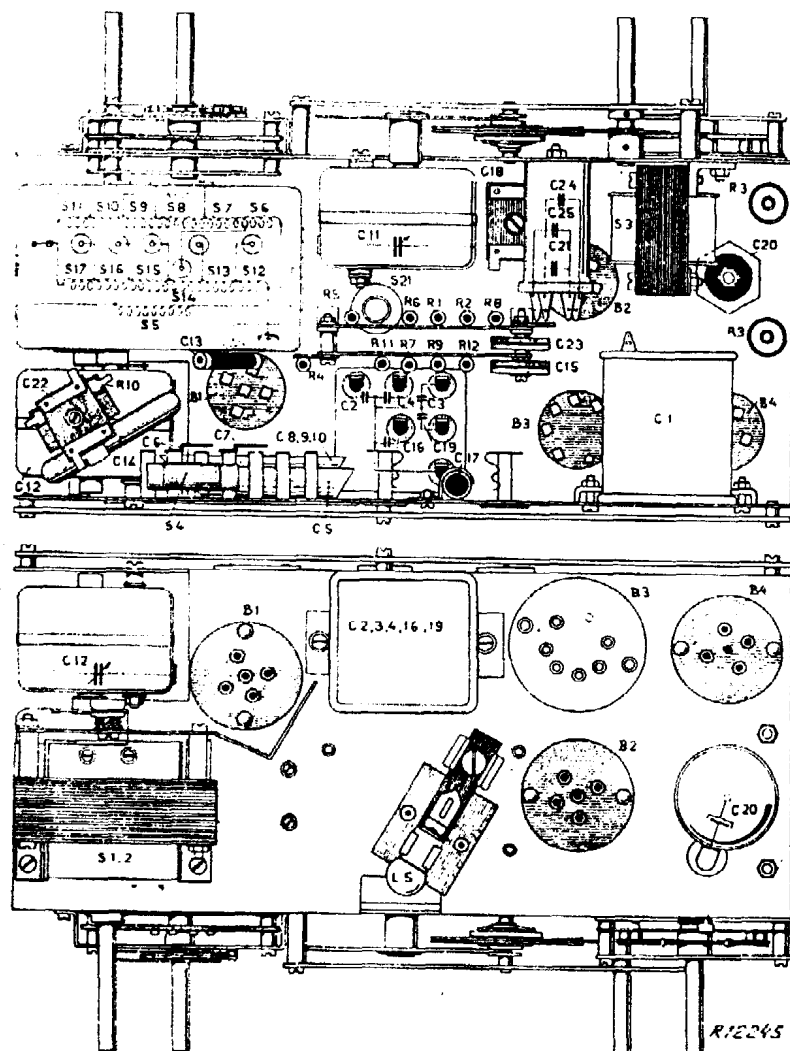 S11 S10 S9 S8 S7 S6
S17 S16 S15 S13 S12
S14
S5
C11
C18
C24
C25
C21
S3
R3
C20
B2
S21
R5
R6 R1 R2 R8
R3
C23
C15
C13
R4
R11 R7 R9 R12
C22
R10
B1
C2 C4 C3
C16 C19
C17
B3
C1
B4
C6 C7 C8,9,10
C14
C12
S4
C5
B1
C2,3,4,16,19
B3
B4
C12
B2
C20
S1,2
LS
R12245